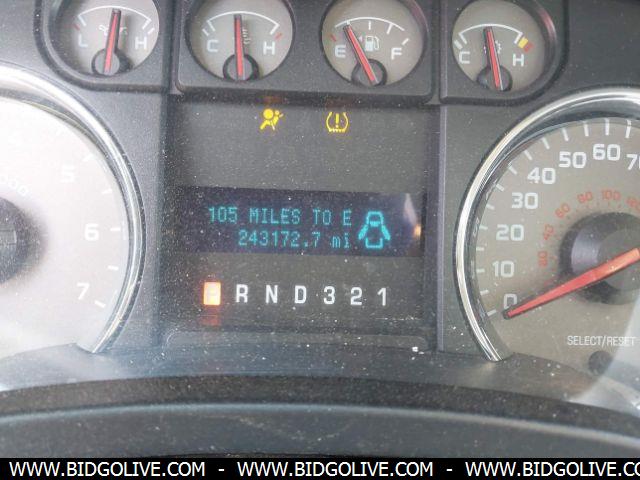 L H C H E F C H
105 MILES TO E
243172.7 mi
P R N D 3 2 1
5
6
7
0
10
20
30
40
50
60
70
SELECT/RESET
WWW.BIDGOLIVE.COM - WWW.BIDGOLIVE.COM - WWW.BIDGOLIVE.COM